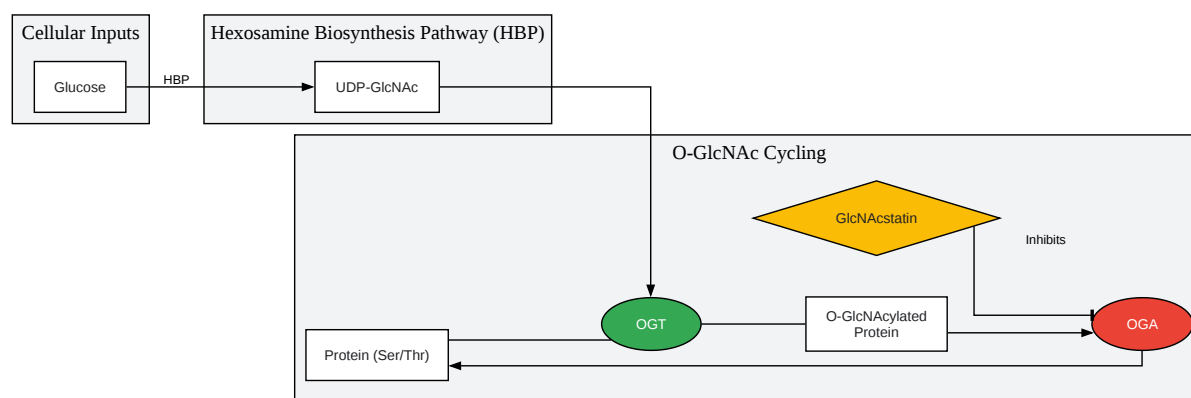 Cellular Inputs
Hexosamine Biosynthesis Pathway (HBP)
Glucose
HBP
UDP-GlcNAc
O-GlcNAc Cycling
GlcNAcstatin
Inhibits
OGT
O-GlcNAcylated
Protein
OGA
Protein (Ser/Thr)